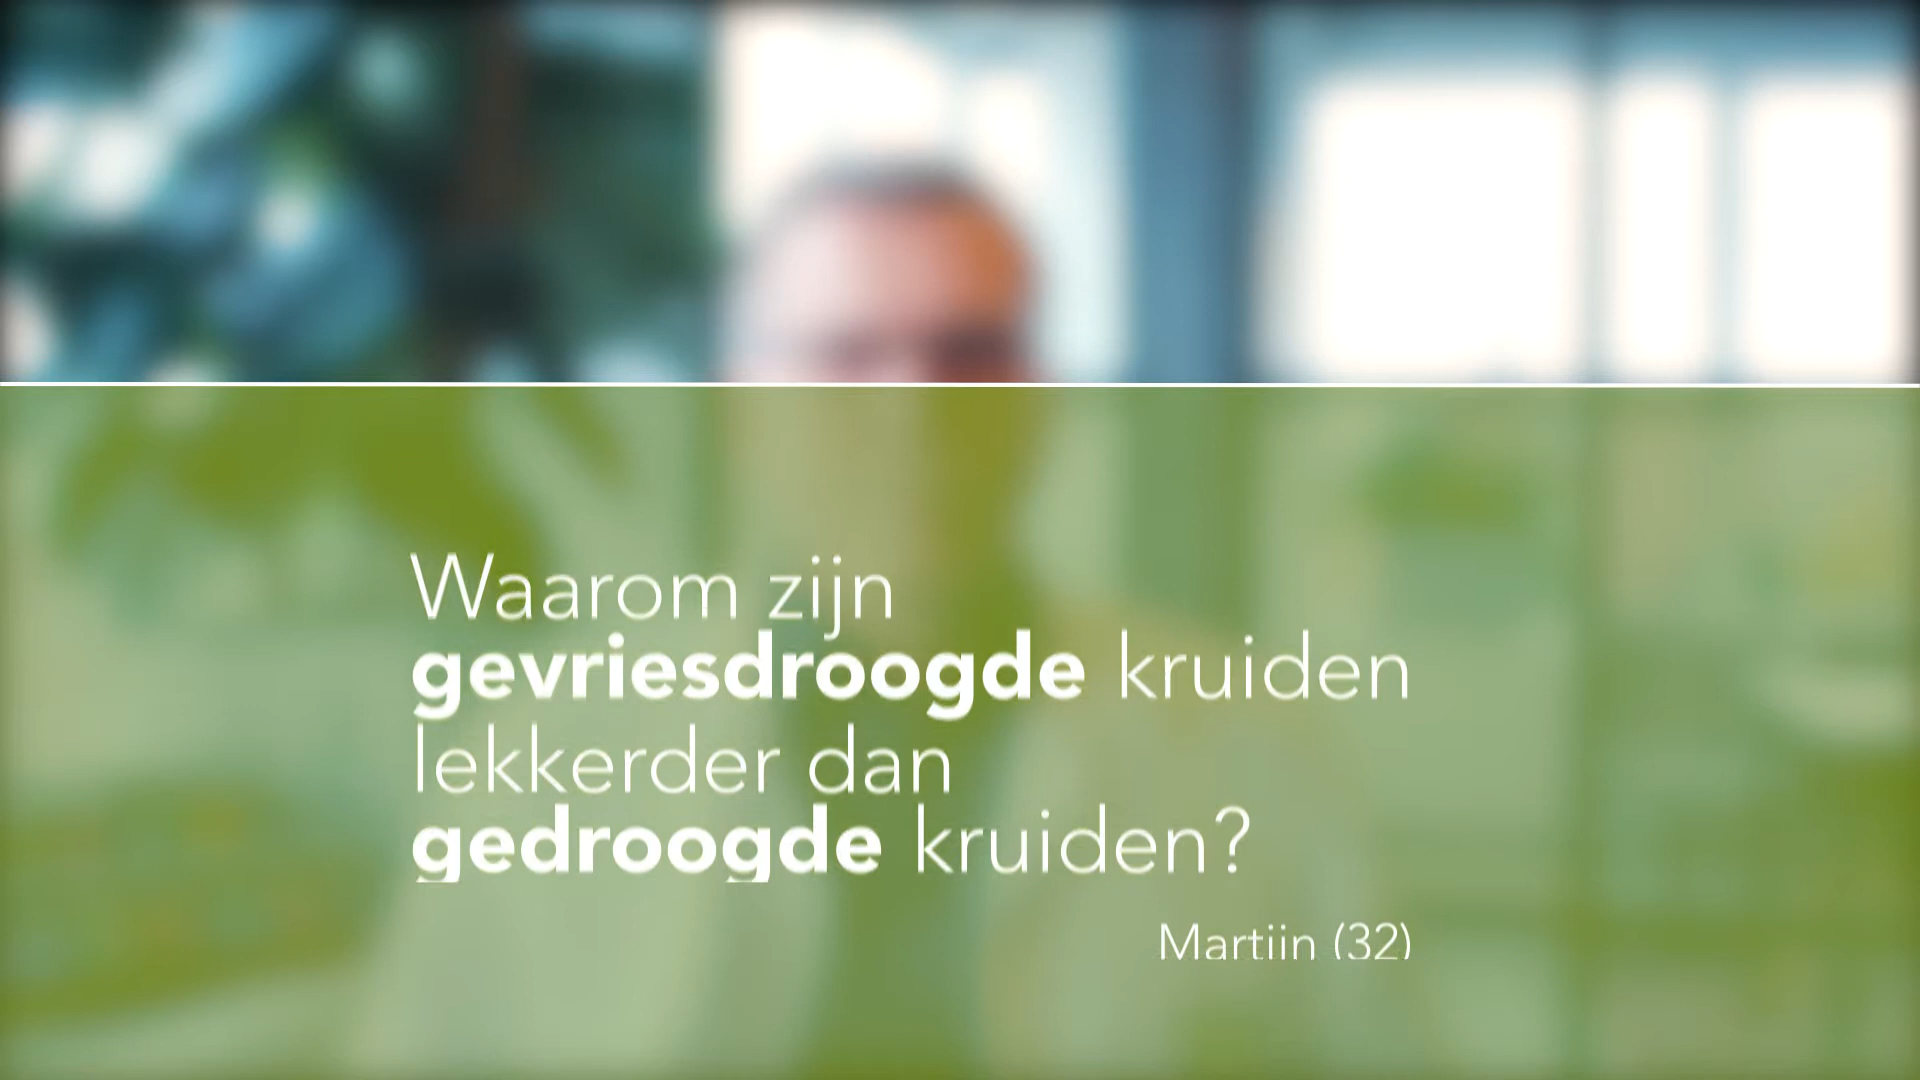 Waarom zijn
gevriesdroogde kruiden
lekkerder dan
gedroogde kruiden?
Martijn (32)